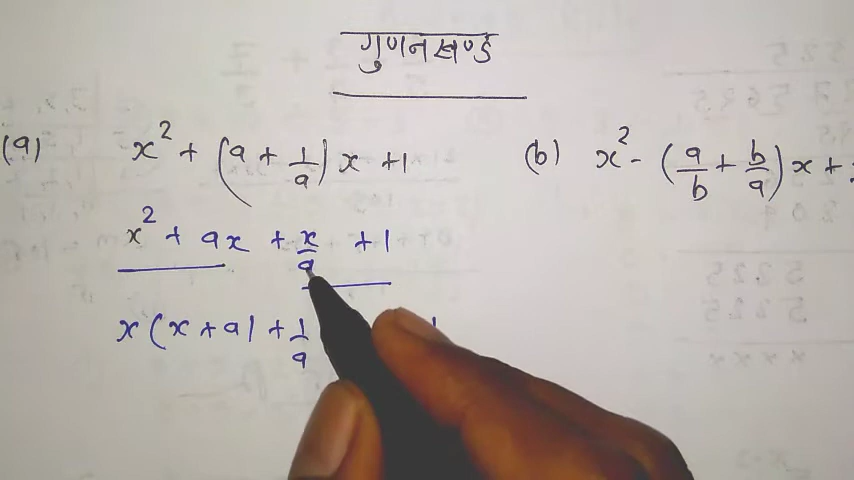 गुणनखण्ड
(a) x² + (a + 1/a) x + 1
x² + ax + x/a + 1
x (x + a) + 1/a
(b) x² - (a/b + b/a) x +